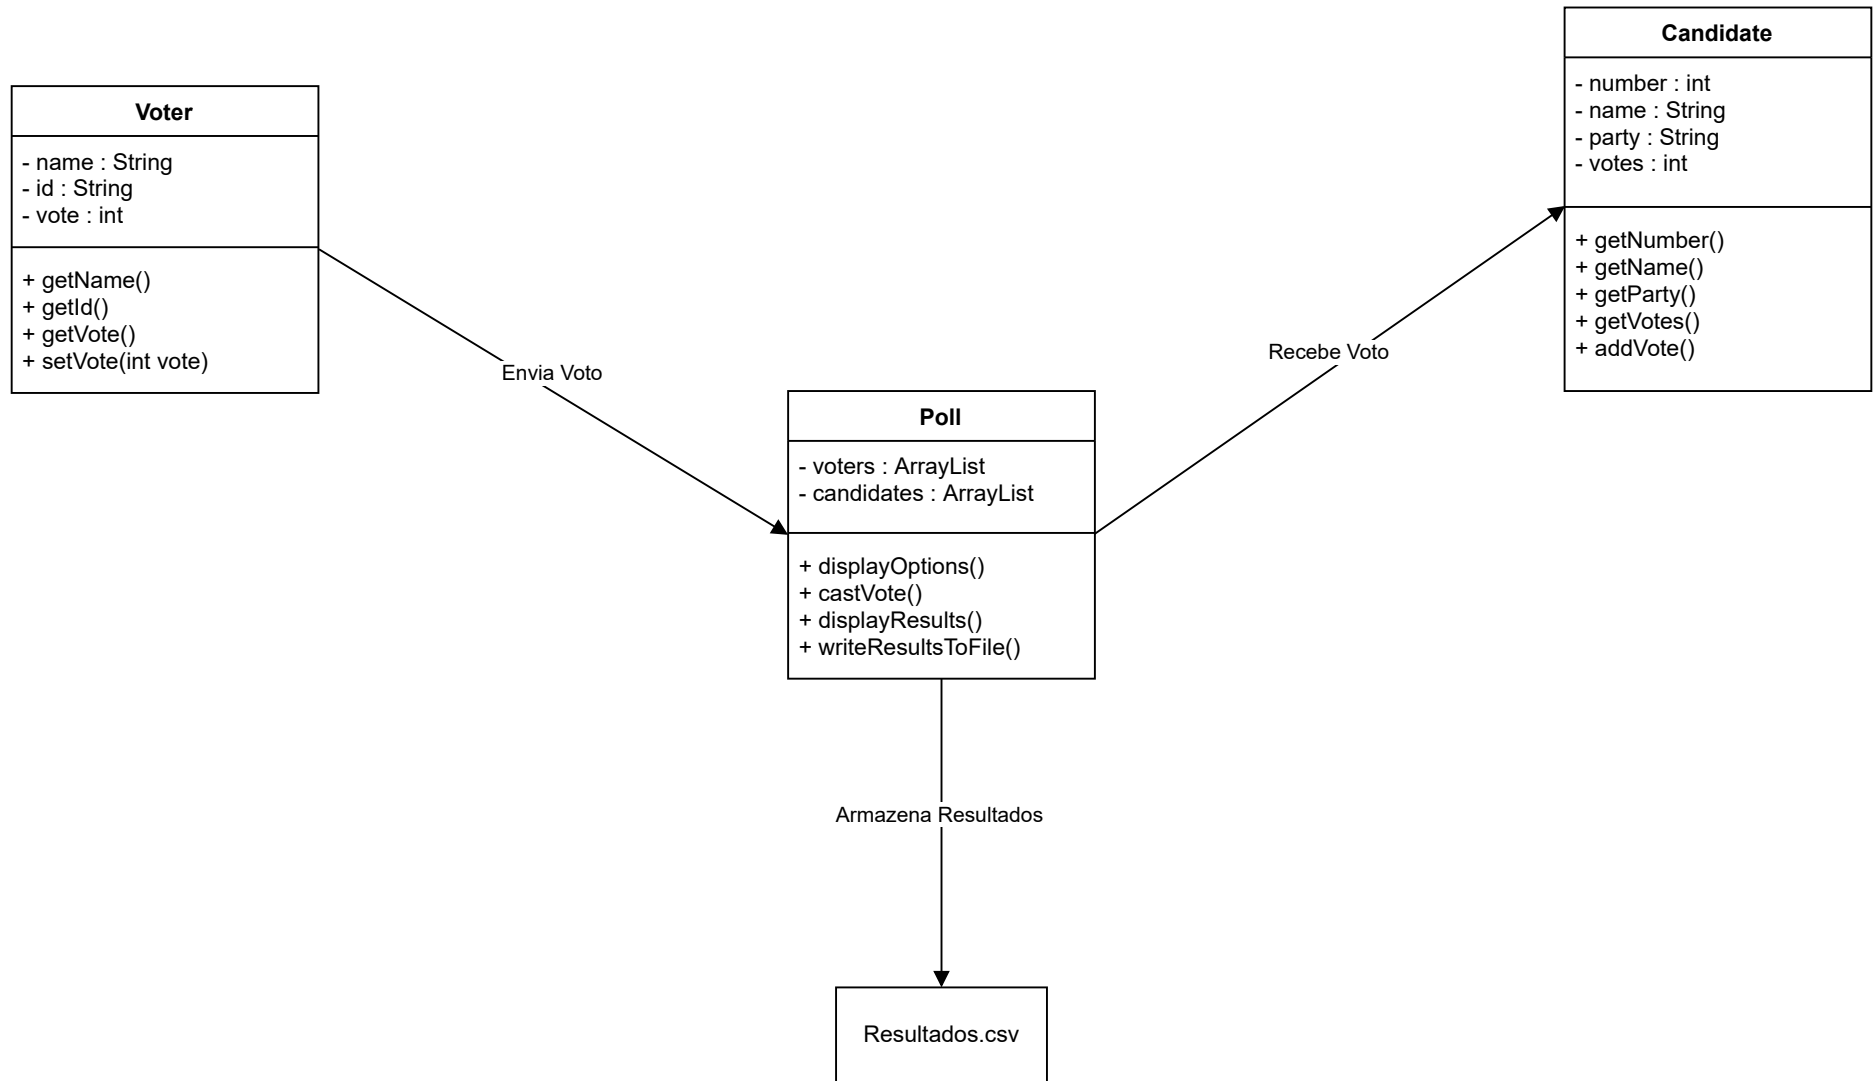 Voter
- name : String
- id : String
- vote : int
+ getName()
+ getId()
+ getVote()
+ setVote(int vote)
Envia Voto
Poll
- voters : ArrayList
- candidates : ArrayList
+ displayOptions()
+ castVote()
+ displayResults()
+ writeResultsToFile()
Recebe Voto
Candidate
- number : int
- name : String
- party : String
- votes : int
+ getNumber()
+ getName()
+ getParty()
+ getVotes()
+ addVote()
Armazena Resultados
Resultados.csv